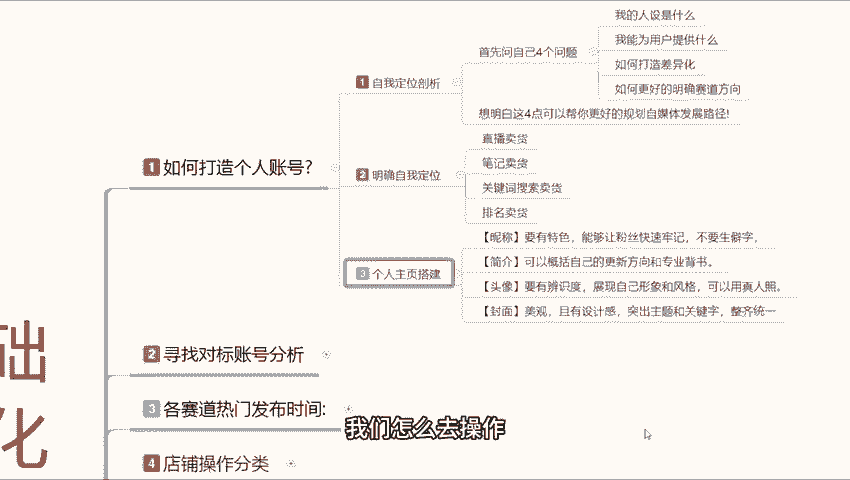 1 如何打造个人账号?
1 自我定位剖析
首先问自己4个问题
我的人设是什么
我能为用户提供什么
如何打造差异化
如何更好的明确赛道方向
想明白这4点可以帮你更好的规划自媒体发展路径!
2 明确自我定位
直播卖货
笔记卖货
关键词搜索卖货
排名卖货
3 个人主页搭建
【昵称】要有特色，能够让粉丝快速牢记，不要生僻字，
【简介】可以概括自己的更新方向和专业背书。
【头像】要有辨识度，展现自己形象和风格，可以用真人照。
【封面】美观，且有设计感，突出主题和关键字，整齐统一
2 寻找对标账号分析
3 各赛道热门发布时间:
4 店铺操作分类
础
化
我们怎么去操作